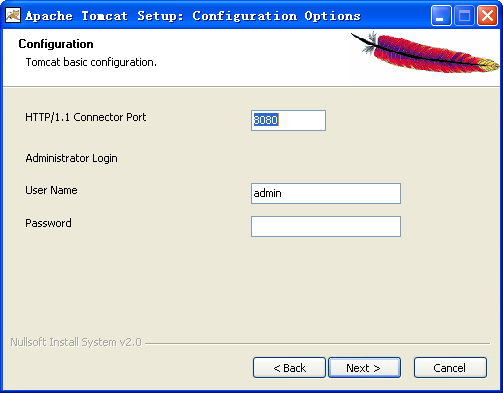 Apache Tomcat Setup: Configuration Options
Configuration
Tomcat basic configuration.
HTTP/1.1 Connector Port
8080
Administrator Login
User Name
admin
Password
Nullsoft Install System v2.0
< Back
Next >
Cancel